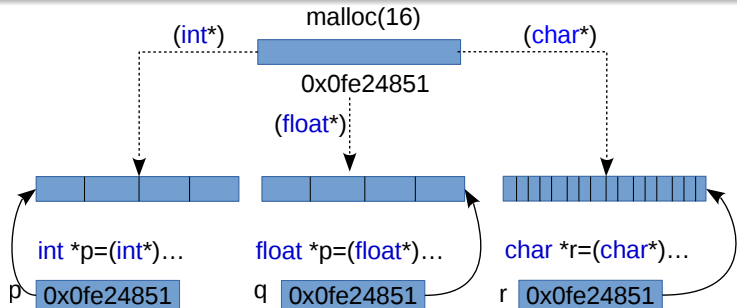 malloc(16)
(int*)
(char*)
0x0fe24851
(float*)
int *p=(int*)…
float *p=(float*)…
char *r=(char*)…
p 0x0fe24851
q 0x0fe24851
r 0x0fe24851